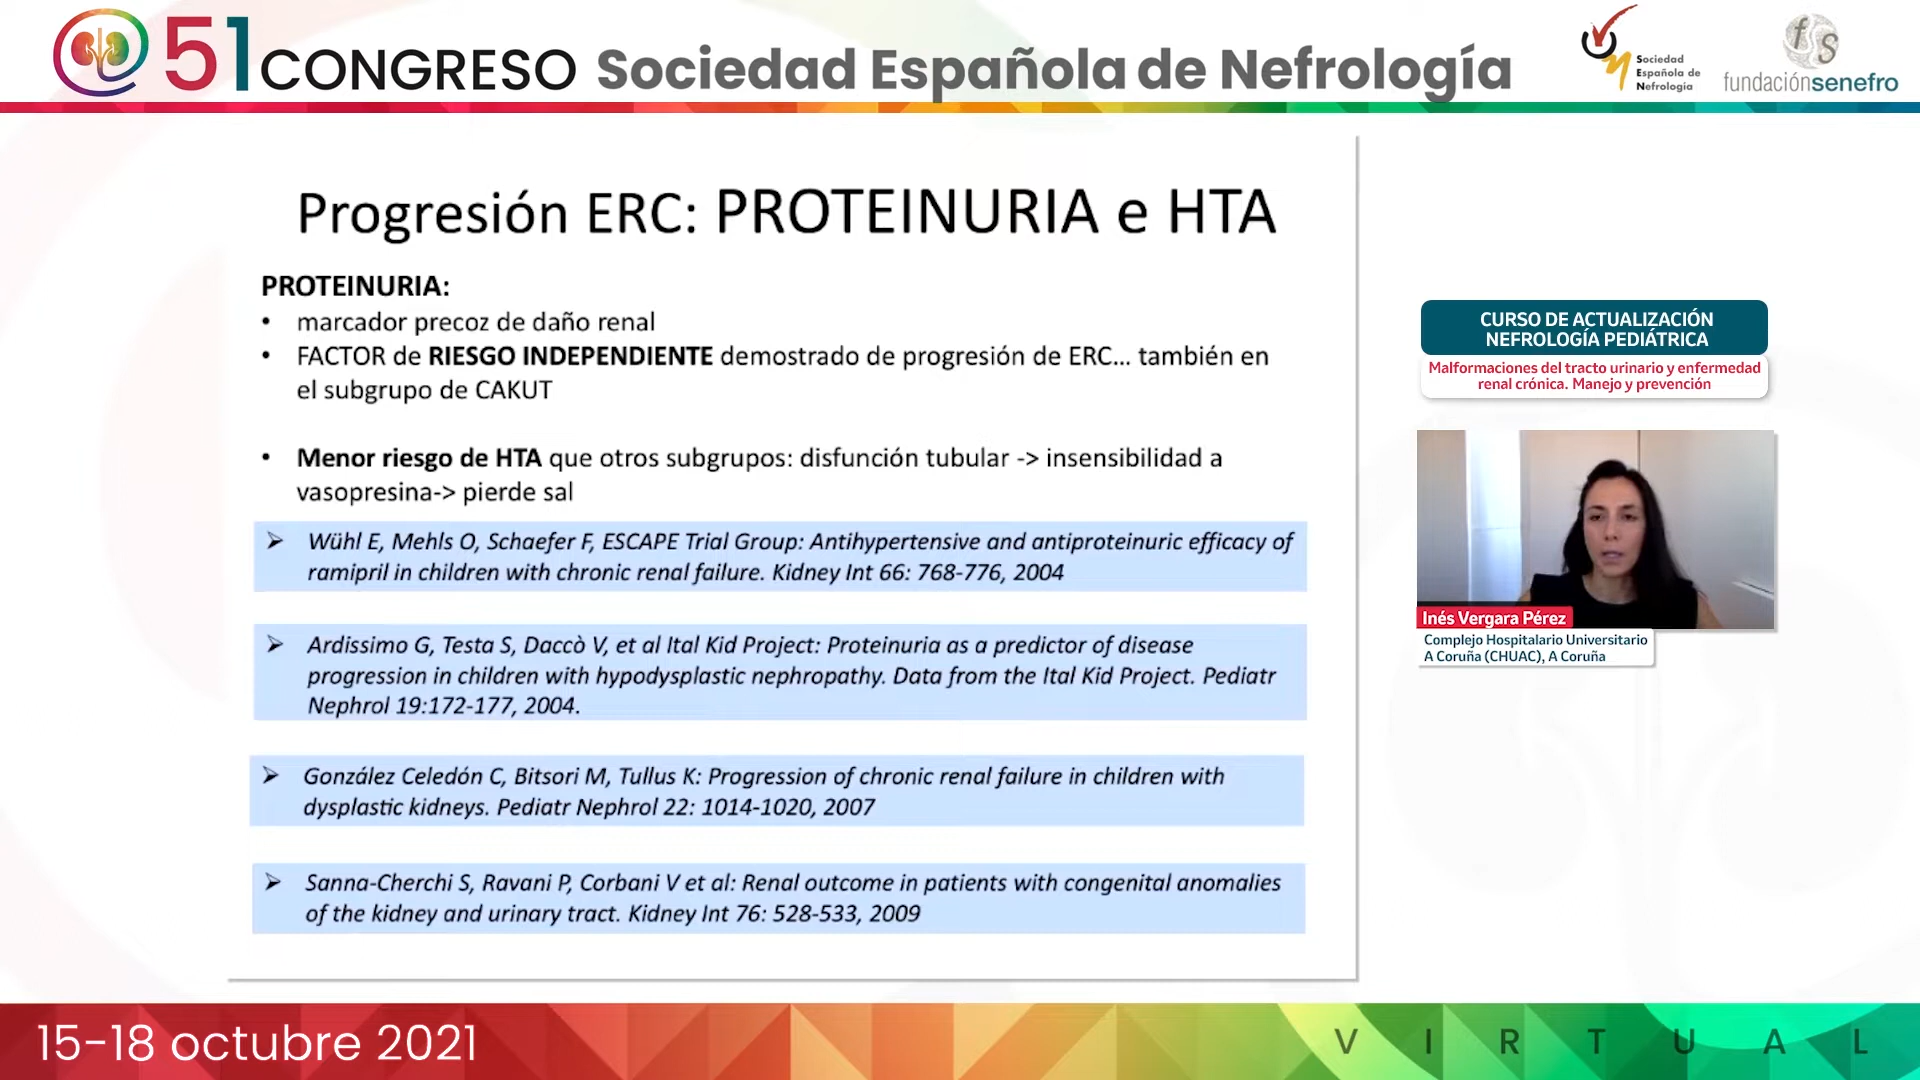 51 CONGRESO Sociedad Española de Nefrología
Sociedad
Española de
Nefrología
fs
fundaciónsenefro
Progresión ERC: PROTEINURIA e HTA
PROTEINURIA:
• marcador precoz de daño renal
• FACTOR de RIESGO INDEPENDIENTE demostrado de progresión de ERC... también en
el subgrupo de CAKUT
• Menor riesgo de HTA que otros subgrupos: disfunción tubular -> insensibilidad a
vasopresina-> pierde sal
➢ Wühl E, Mehls O, Schaefer F, ESCAPE Trial Group: Antihypertensive and antiproteinuric efficacy of
ramipril in children with chronic renal failure. Kidney Int 66: 768-776, 2004
➢ Ardissimo G, Testa S, Daccò V, et al Ital Kid Project: Proteinuria as a predictor of disease
progression in children with hypodysplastic nephropathy. Data from the Ital Kid Project. Pediatr
Nephrol 19:172-177, 2004.
➢ González Celedón C, Bitsori M, Tullus K: Progression of chronic renal failure in children with
dysplastic kidneys. Pediatr Nephrol 22: 1014-1020, 2007
➢ Sanna-Cherchi S, Ravani P, Corbani V et al: Renal outcome in patients with congenital anomalies
of the kidney and urinary tract. Kidney Int 76: 528-533, 2009
CURSO DE ACTUALIZACIÓN
NEFROLOGÍA PEDIÁTRICA
Malformaciones del tracto urinario y enfermedad
renal crónica. Manejo y prevención
Inés Vergara Pérez
Complejo Hospitalario Universitario
A Coruña (CHUAC), A Coruña
15-18 octubre 2021
VIRTUAL